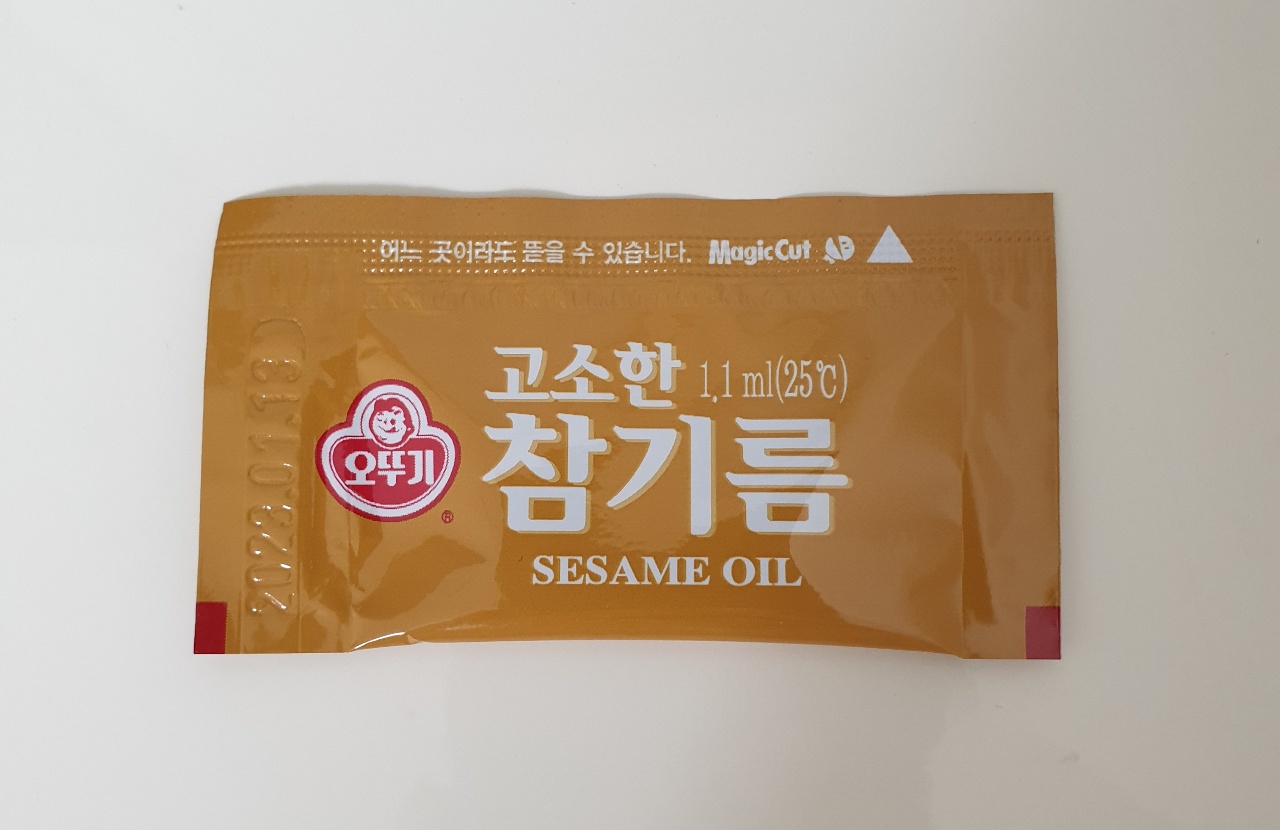 어느 곳이라도 뜯을 수 있습니다. MagicCut
고소한 1.1 ml(25℃)
참기름
오뚜기
®
SESAME OIL
2023.01.13